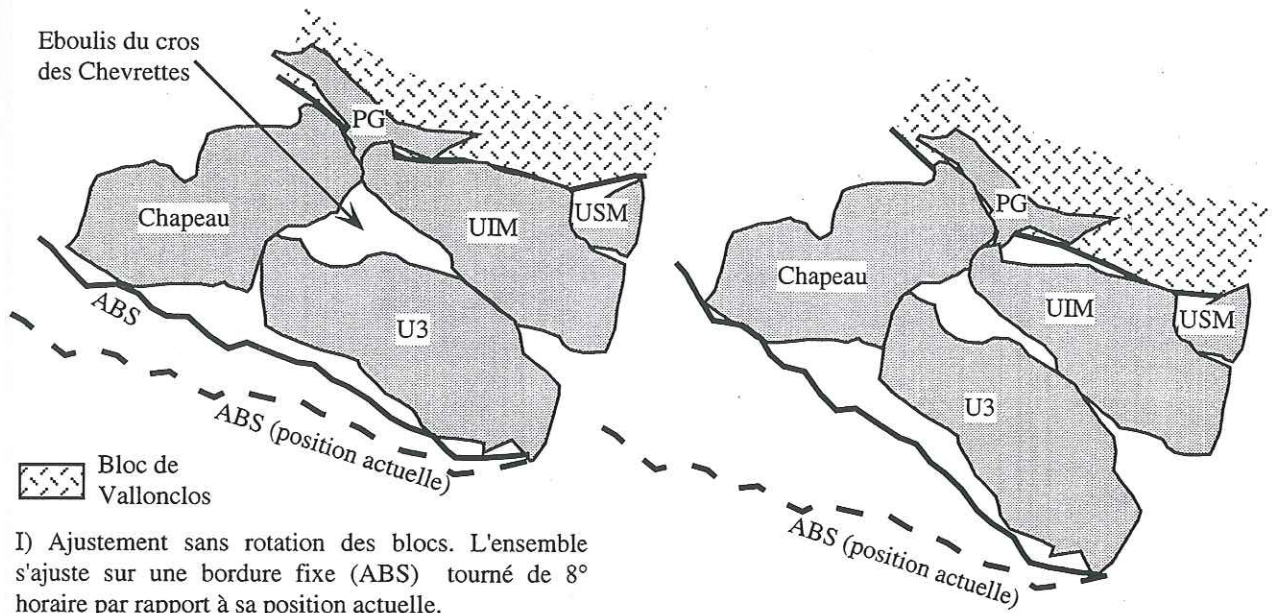 Eboulis du cros
des Chevrettes
PG
Chapeau
UIM
USM
U3
ABS
ABS (position actuelle)
Bloc de
Vallonclos
I) Ajustement sans rotation des blocs. L'ensemble
s'ajuste sur une bordure fixe (ABS) tourné de 8°
horaire par rapport à sa position actuelle.
PG
Chapeau
UIM
USM
U3
ABS (position actuelle)